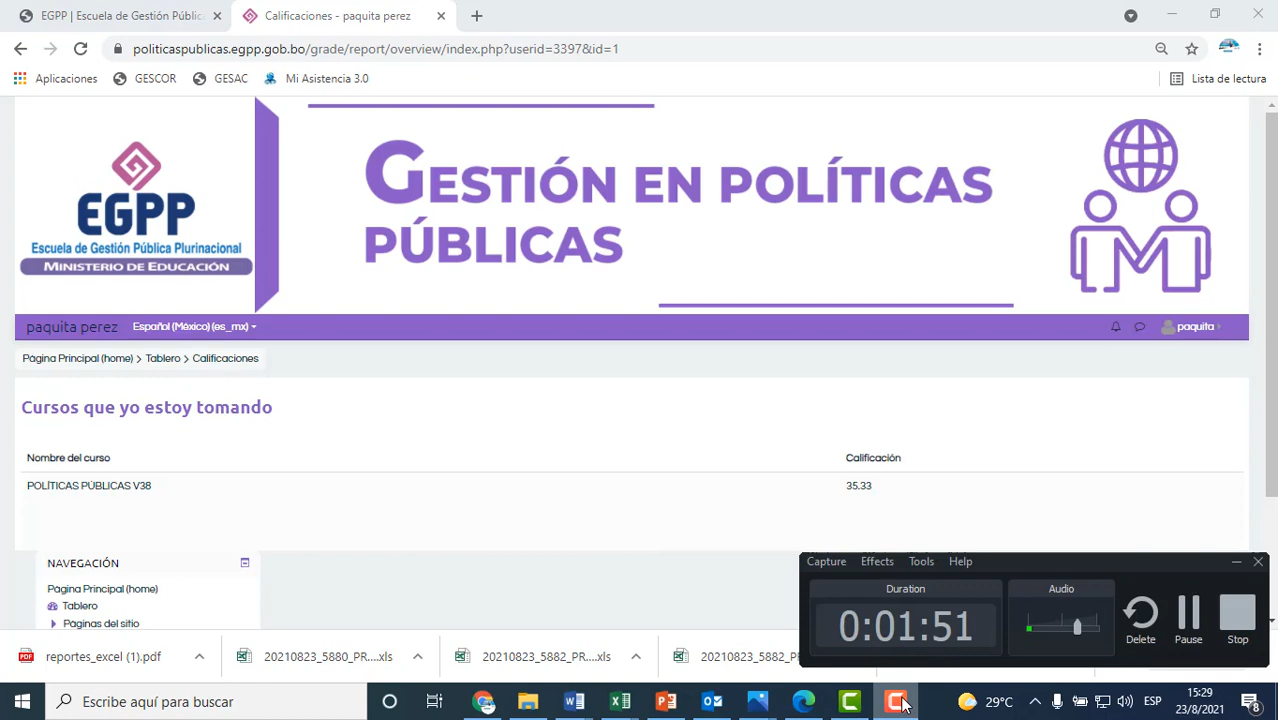 EGPP | Escuela de Gestión Públic
Calificaciones - paquita perez
politicaspublicas.egpp.gob.bo/grade/report/overview/index.php?userid=3397&id=1
Aplicaciones
GESCOR
GESAC
Mi Asistencia 3.0
Lista de lectura
EGPP
Escuela de Gestión Pública Plurinacional
MINISTERIO DE EDUCACIÓN
GESTIÓN EN POLÍTICAS
PÚBLICAS
paquita perez
Español (México) (es_mx)
paquita
Página Principal (home) > Tablero > Calificaciones
Cursos que yo estoy tomando
Nombre del curso
Calificación
POLÍTICAS PÚBLICAS V38
35.33
NAVEGACIÓN
Página Principal (home)
Tablero
Páginas del sitio
Capture Effects Tools Help
Duration
Audio
0:01:51
Delete
Pause
Stop
PDF
reportes_excel (1).pdf
20210823_5880_PR....xls
20210823_5882_PR....xls
20210823_5882_P
Escribe aquí para buscar
29°C
ESP
15:29
23/8/2021
8